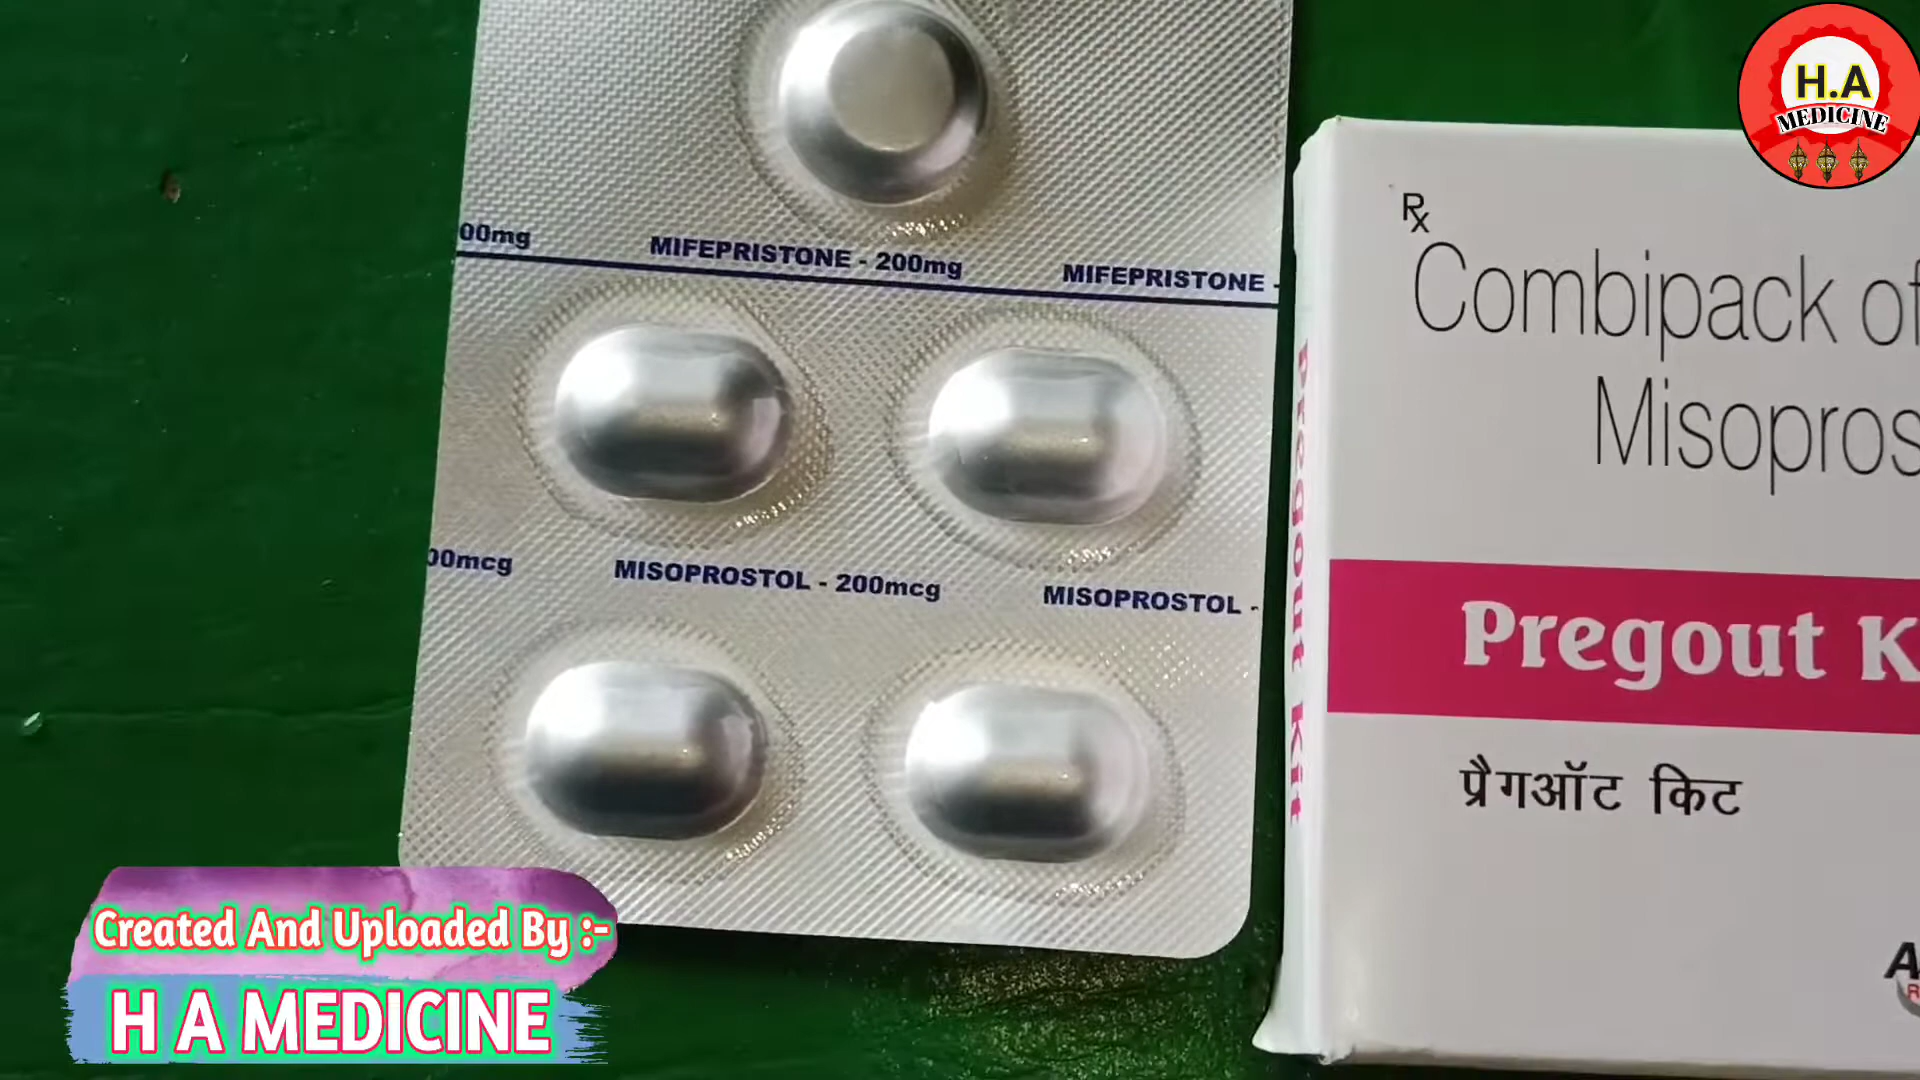 H.A
MEDICINE
00mg MIFEPRISTONE - 200mg MIFEPRISTONE -
00mcg MISOPROSTOL - 200mcg MISOPROSTOL -
Pregout Kit
Rx
Combipack of
Misopros
Pregout K
प्रैगऑट किट
Created And Uploaded By :-
H A MEDICINE